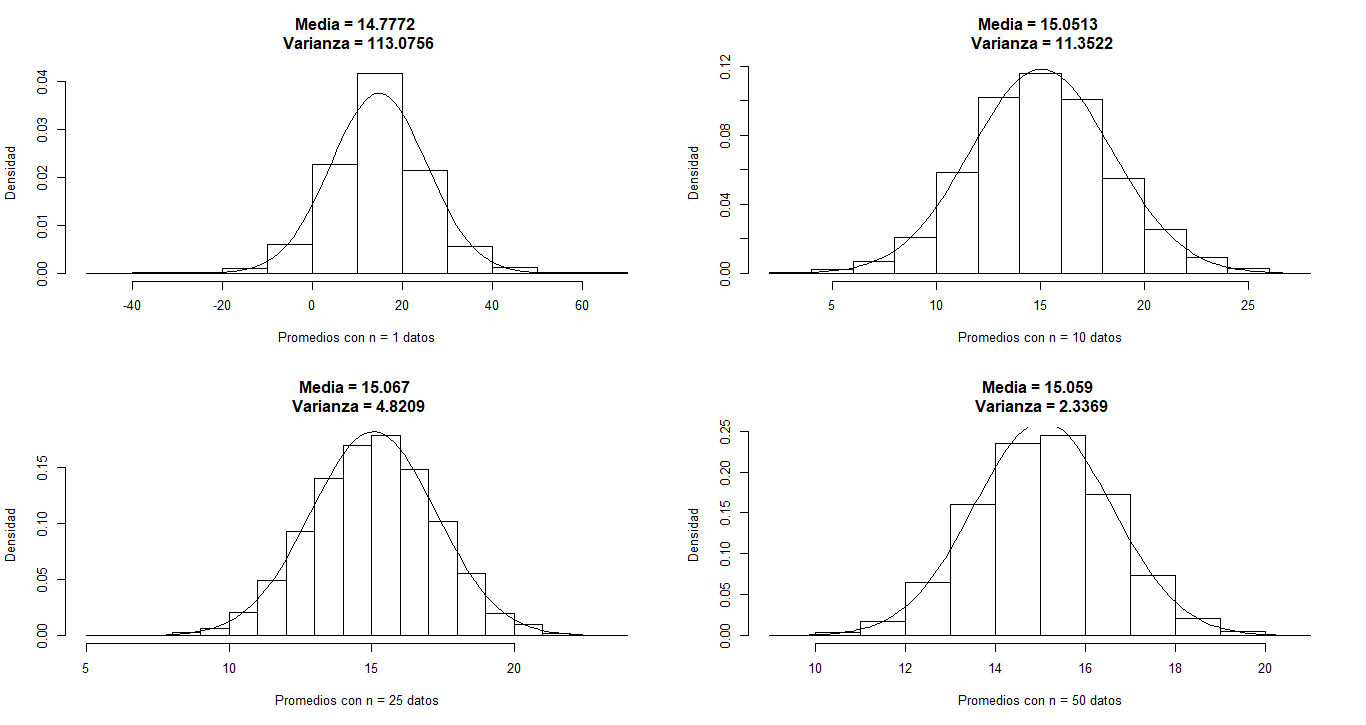 Media = 14.7772
Varianza = 113.0756
Densidad
0.00 0.01 0.02 0.03 0.04
-40 -20 0 20 40 60
Promedios con n = 1 datos
Media = 15.0513
Varianza = 11.3522
Densidad
0.00 0.04 0.08 0.12
5 10 15 20 25
Promedios con n = 10 datos
Media = 15.067
Varianza = 4.8209
Densidad
0.00 0.05 0.10 0.15
5 10 15 20
Promedios con n = 25 datos
Media = 15.059
Varianza = 2.3369
Densidad
0.00 0.05 0.10 0.15 0.20 0.25
10 12 14 16 18 20
Promedios con n = 50 datos